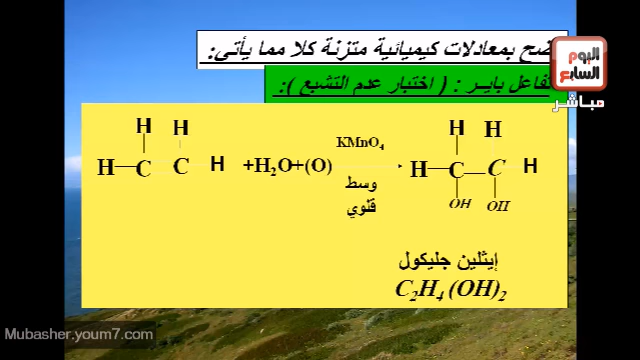 وضح بمعادلات كيميائية متزنة كلا مما يأتى:
تفاعل باير : ( اختبار عدم التشبع ):
اليوم السابع
مباشر
H H H H
H C C H +H₂O+(O) KMnO₄ H C C H
وسط
قلوي
OH OH
إيثلين جليكول
C₂H₄ (OH)₂
Mubasher.youm7.com